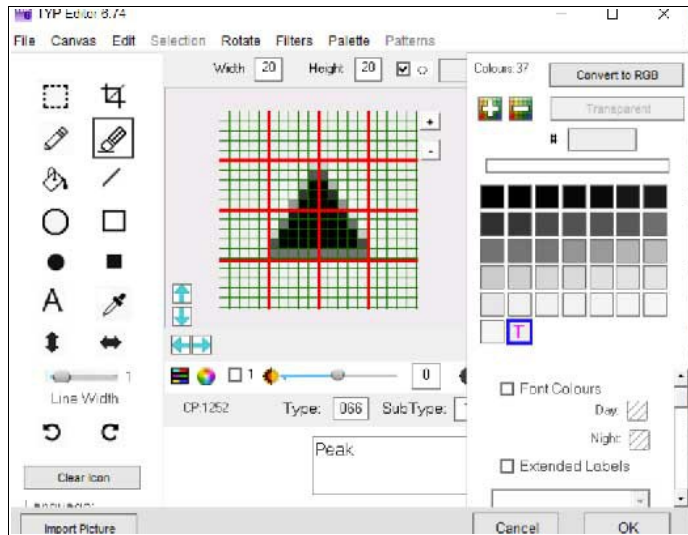 TYP Editor 8.74
File Canvas Edit Selection Rotate Filters Palette Patterns
Width 20 Height 20
Colours:37
Convert to RGB
Transparent
#
+
-
A
T
1
Line Width
1
0
CP:1252 Type: 066 SubType:
Peak
Font Colours
Day:
Night:
Extended Labels
Clear Icon
Import Picture
Cancel
OK